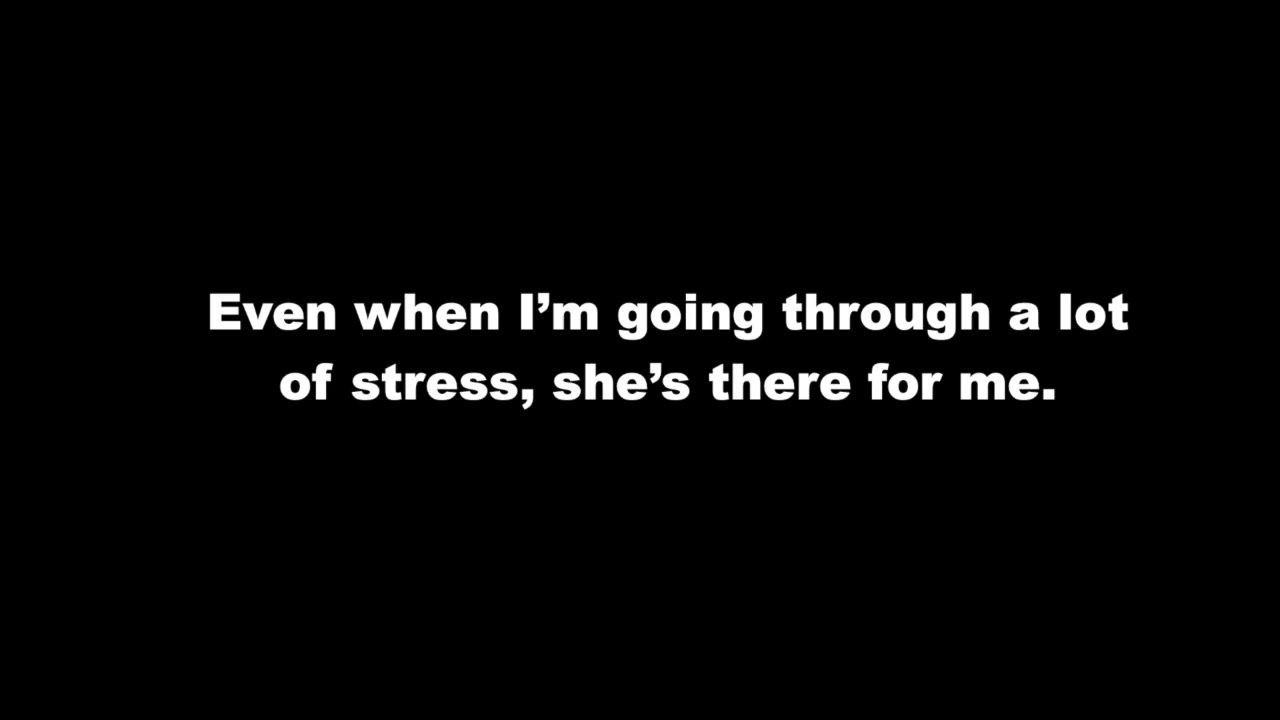 Even when I’m going through a lot
of stress, she’s there for me.